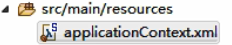 src/main/resources
applicationContext.xml